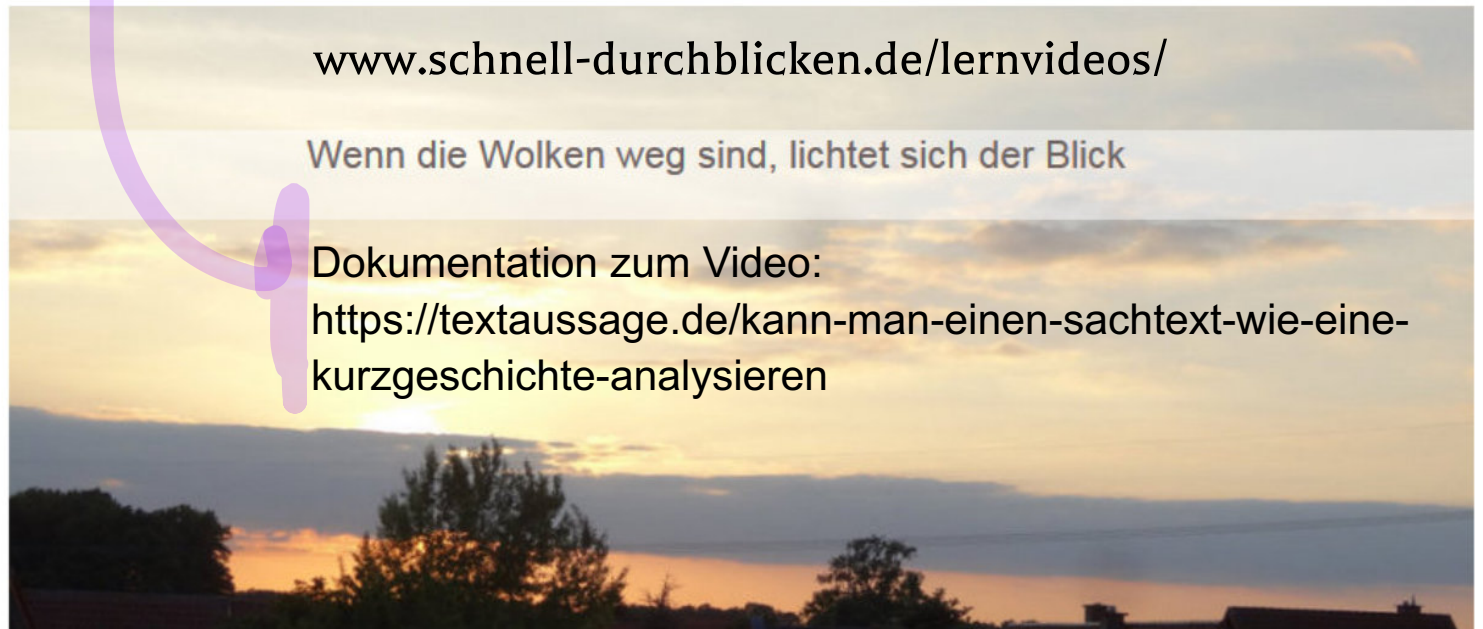 www.schnell-durchblicken.de/lernvideos/
Wenn die Wolken weg sind, lichtet sich der Blick
Dokumentation zum Video:
https://textaussage.de/kann-man-einen-sachtext-wie-eine-
kurzgeschichte-analysieren